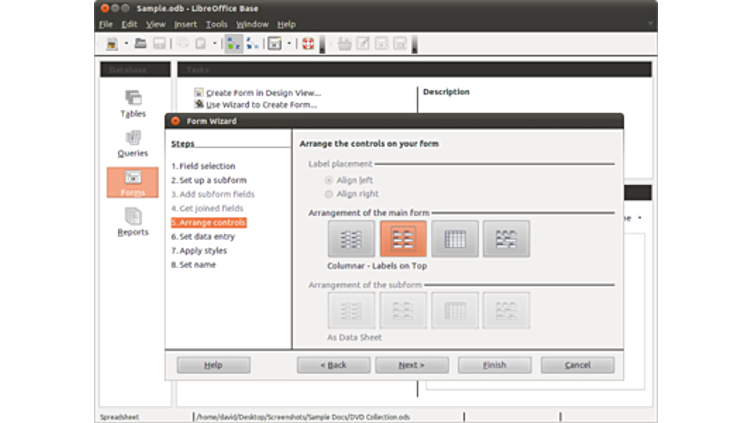 Sample.odb - LibreOffice Base
File Edit View Insert Tools Window Help
Database
Tasks
Create Form in Design View...
Use Wizard to Create Form...
Description
Tables
Queries
Forms
Reports
Form Wizard
Steps
1. Field selection
2. Set up a subform
3. Add subform fields
4. Get joined fields
5. Arrange controls
6. Set data entry
7. Apply styles
8. Set name
Arrange the controls on your form
Label placement
Align left
Align right
Arrangement of the main form
Columnar - Labels on Top
Arrangement of the subform
As Data Sheet
Help
< Back
Next >
Finish
Cancel
Spreadsheet
/home/david/Desktop/Screenshots/Sample Docs/DVD Collection.ods